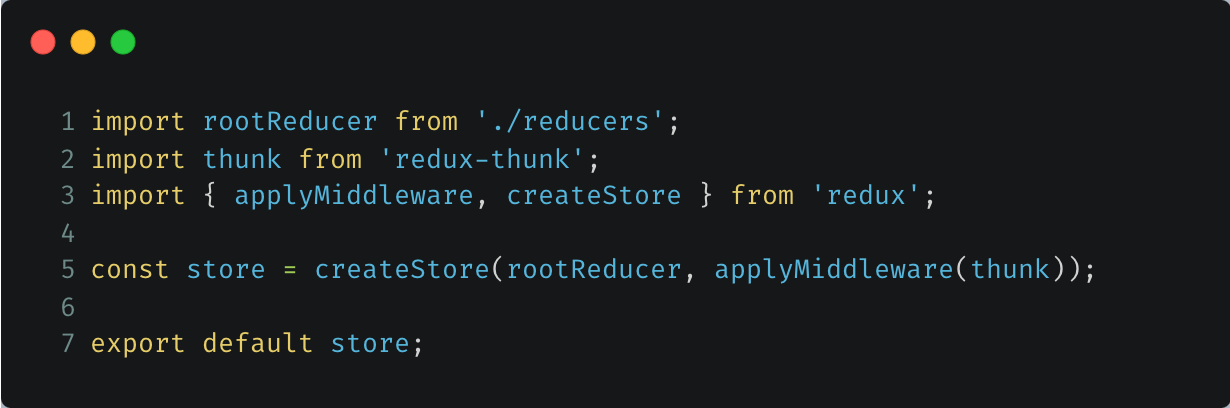 1 import rootReducer from './reducers';
2 import thunk from 'redux-thunk';
3 import { applyMiddleware, createStore } from 'redux';
4
5 const store = createStore(rootReducer, applyMiddleware(thunk));
6
7 export default store;